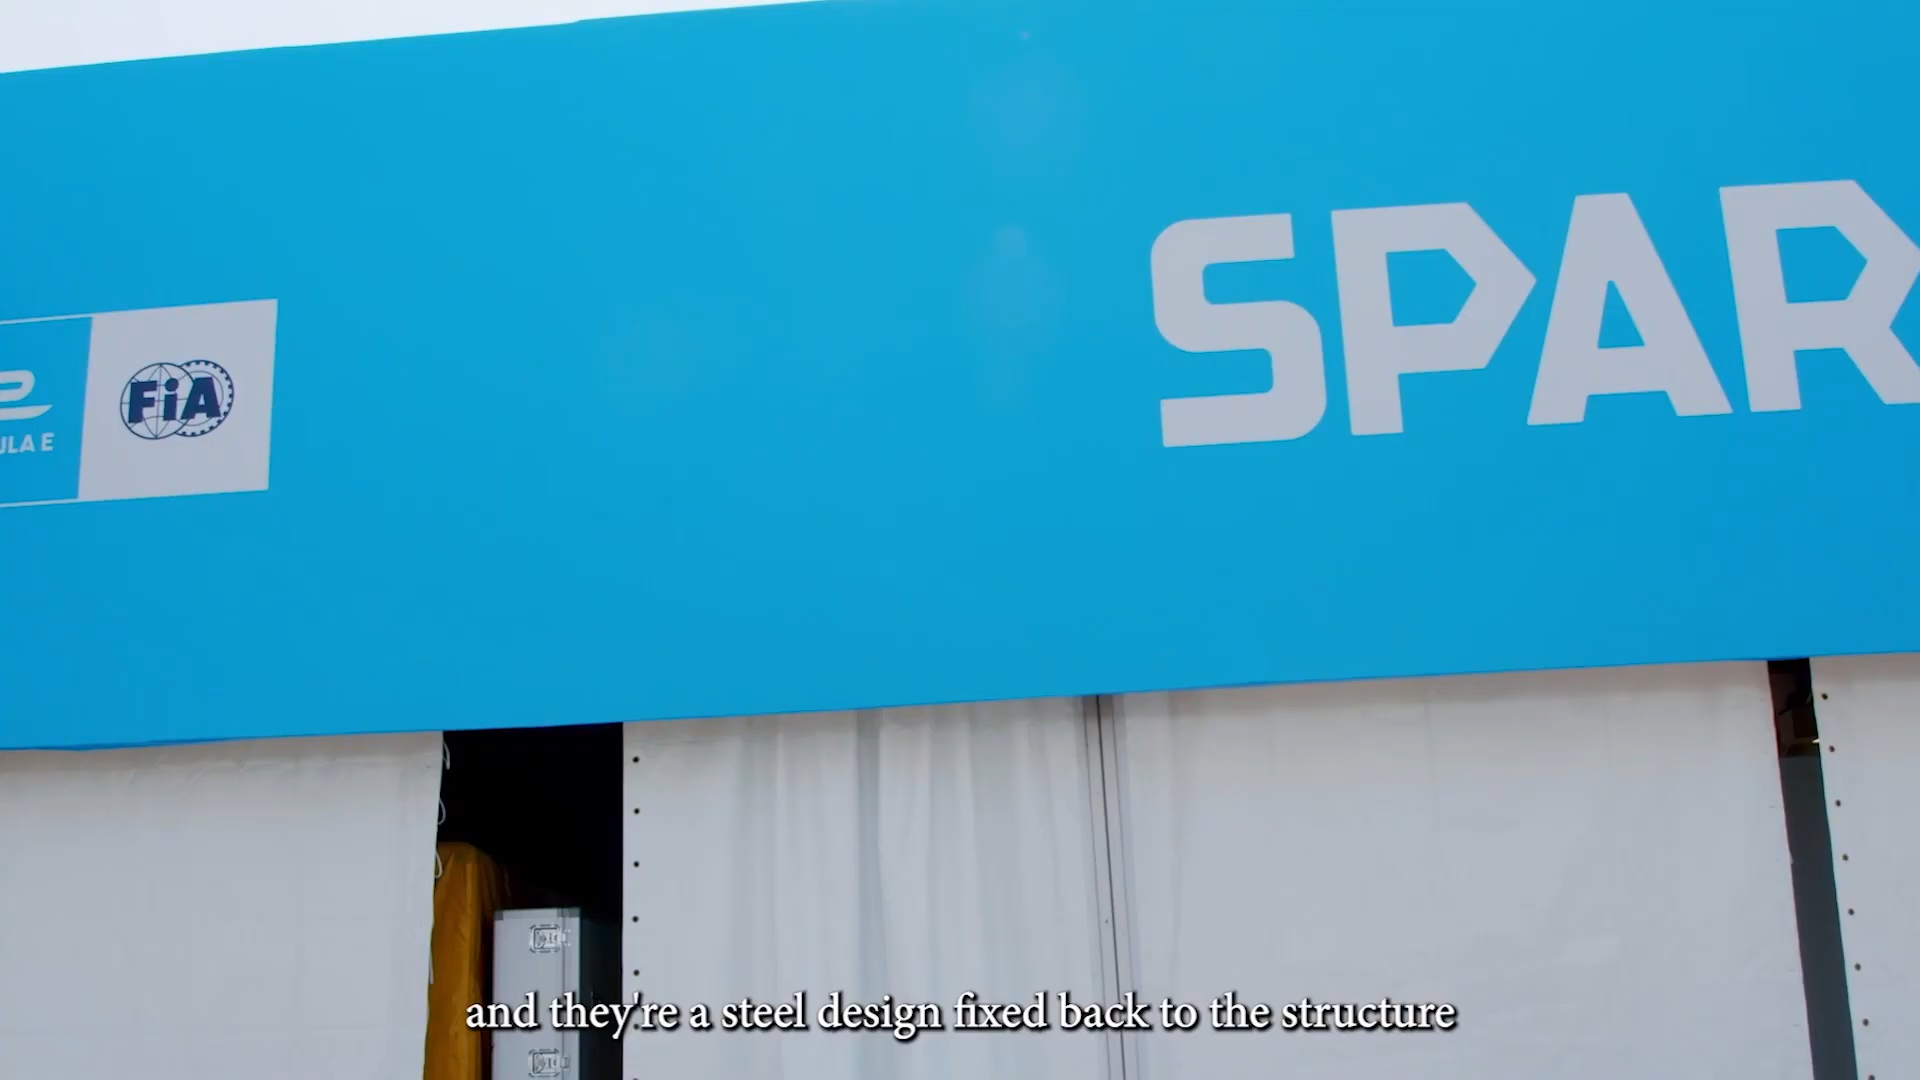 SPAR
FiA
ULA E
and they're a steel design fixed back to the structure